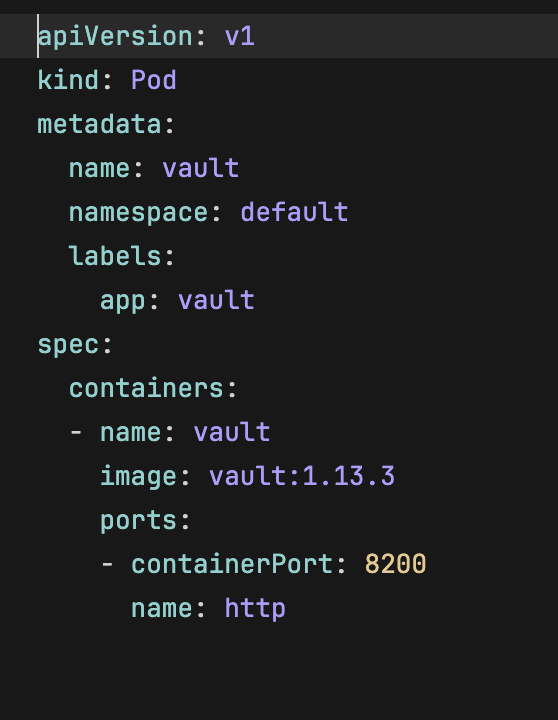 apiVersion: v1
kind: Pod
metadata:
  name: vault
  namespace: default
  labels:
    app: vault
spec:
  containers:
  - name: vault
    image: vault:1.13.3
    ports:
    - containerPort: 8200
      name: http